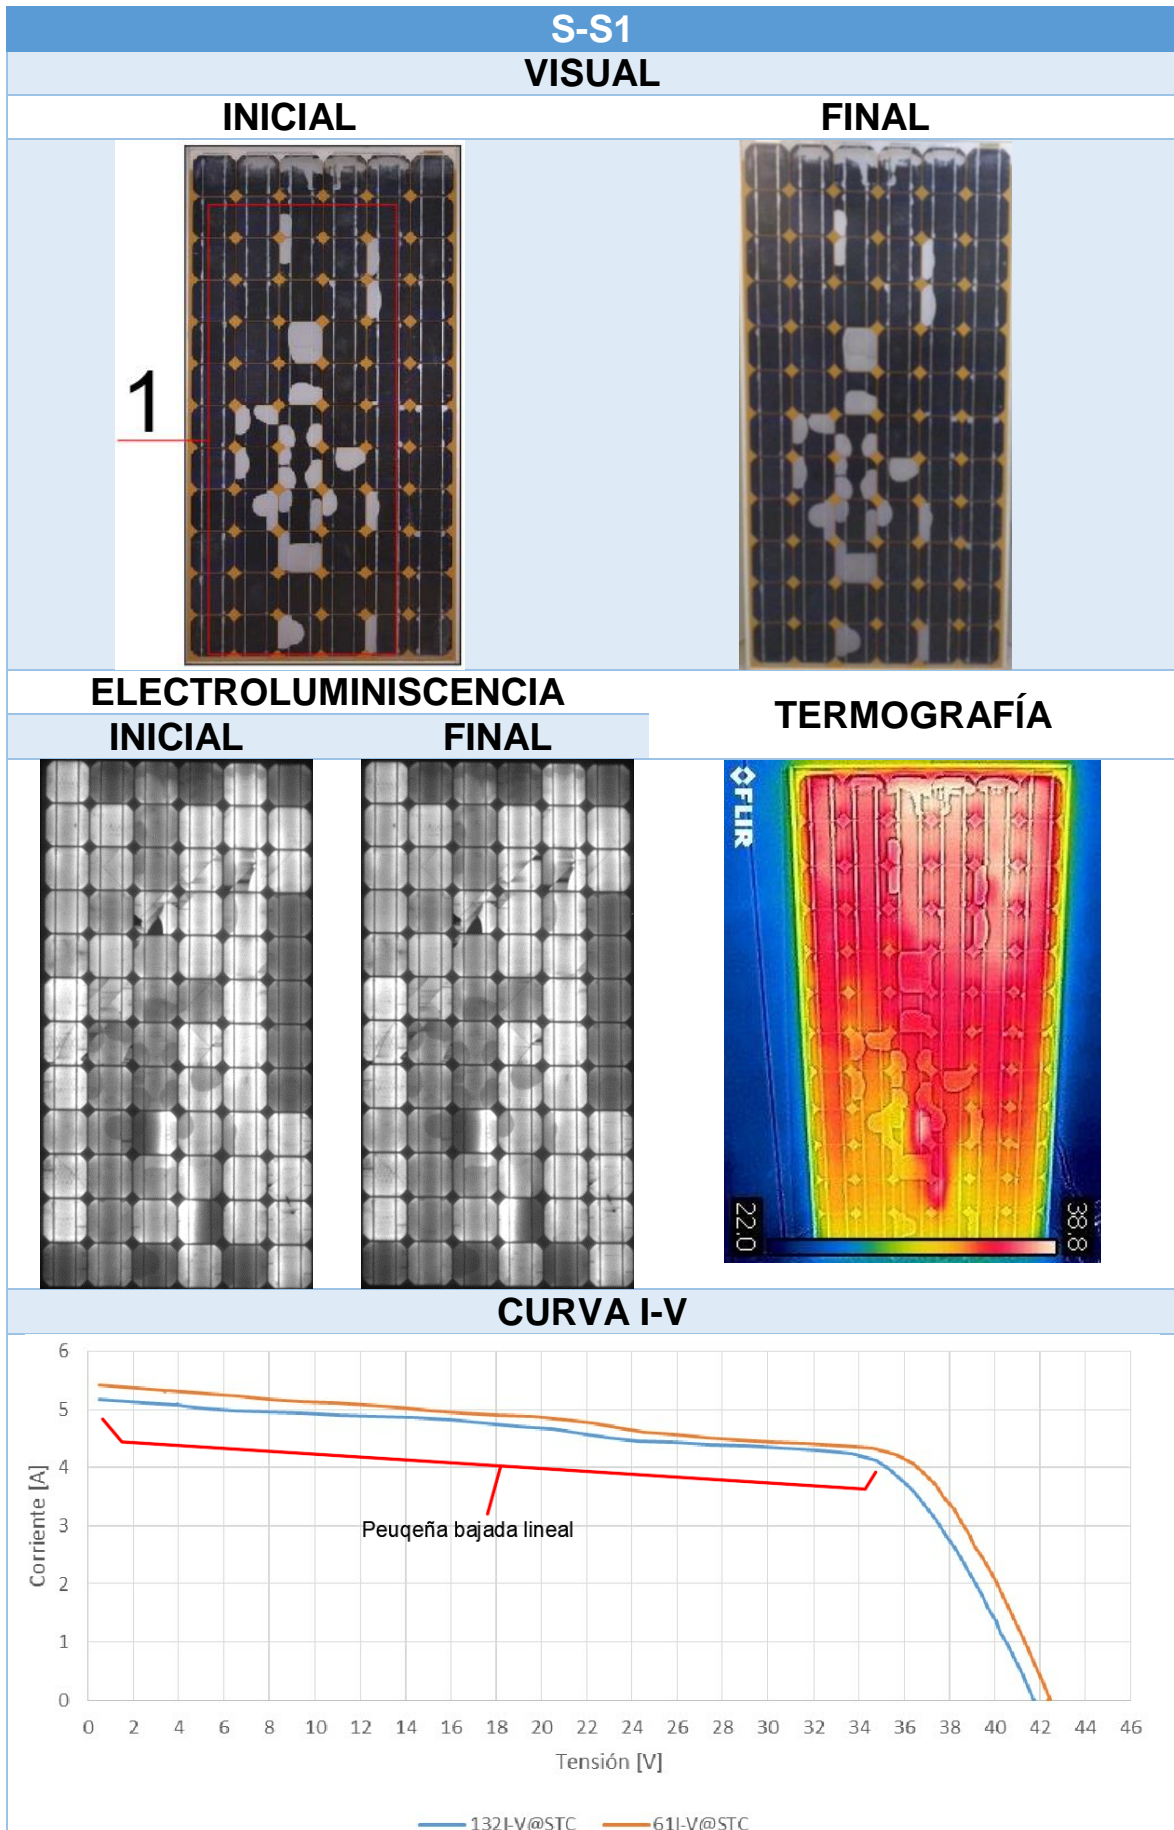 S-S1
VISUAL
INICIAL FINAL
1
ELECTROLUMINISCENCIA
TERMOGRAFÍA
INICIAL FINAL
FLIR
22.0 38.8
CURVA I-V
6
5
4
3
2
1
0
Corriente [A]
Peuqeña bajada lineal
0 2 4 6 8 10 12 14 16 18 20 22 24 26 28 30 32 34 36 38 40 42 44 46
Tensión [V]
132I-V@STC 61I-V@STC